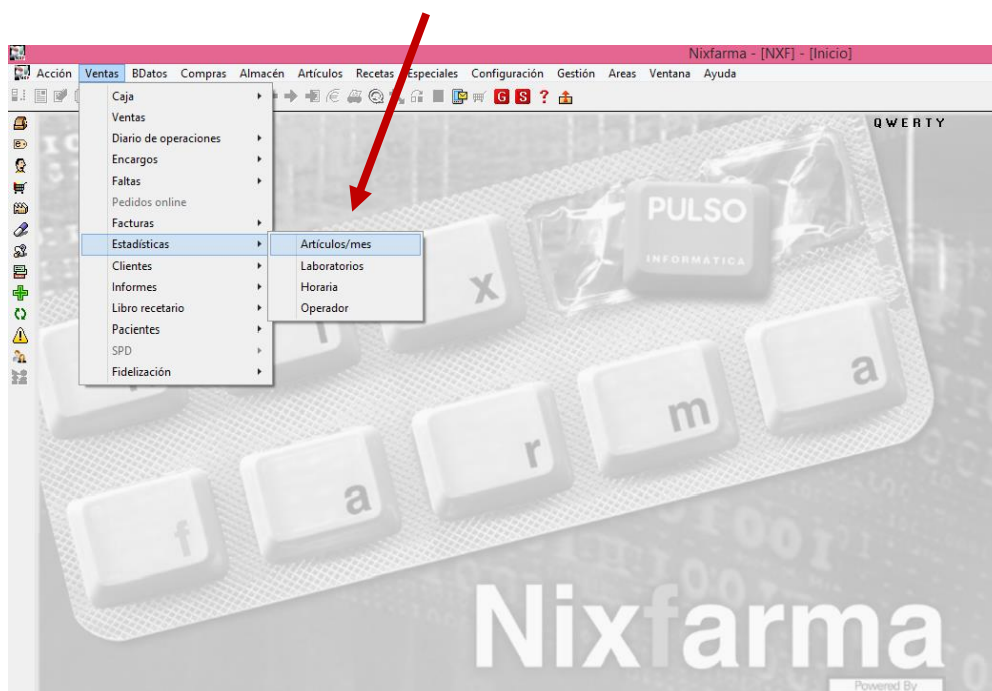 Nixfarma - [NXF] - [Inicio]
Acción Ventas BDatos Compras Almacén Artículos Recetas Especiales Configuración Gestión Areas Ventana Ayuda
G S ?
QWERTY
Caja
Ventas
Diario de operaciones
Encargos
Faltas
Pedidos online
Facturas
Estadísticas
Clientes
Informes
Libro recetario
Pacientes
SPD
Fidelización
Artículos/mes
Laboratorios
Horaria
Operador
PULSO
INFORMATICA
x
f a r m a
Nixfarma
Powered By